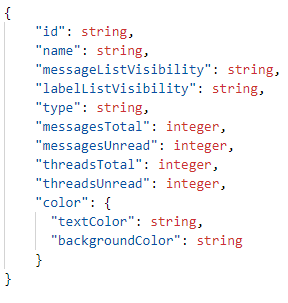 {
"id": string,
"name": string,
"messageListVisibility": string,
"labelListVisibility": string,
"type": string,
"messagesTotal": integer,
"messagesUnread": integer,
"threadsTotal": integer,
"threadsUnread": integer,
"color": {
"textColor": string,
"backgroundColor": string
}
}